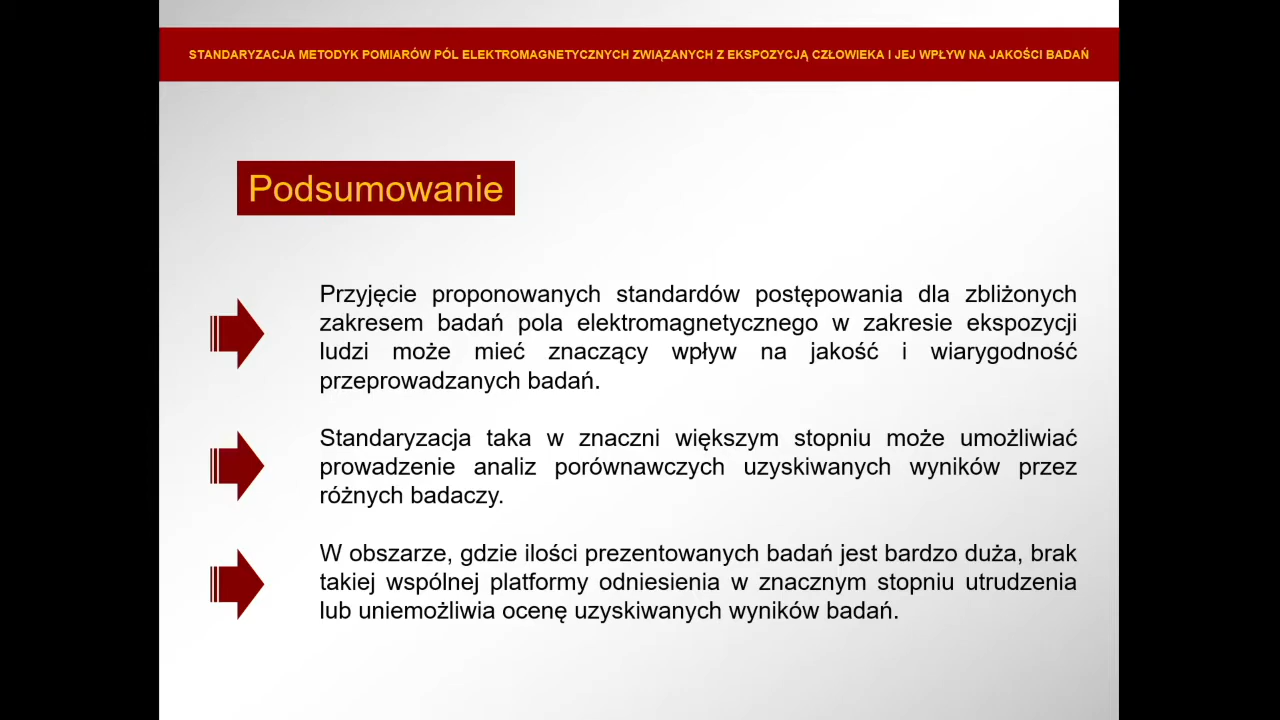 STANDARYZACJA METODYK POMIARÓW PÓL ELEKTROMAGNETYCZNYCH ZWIĄZANYCH Z EKSPOZYCJĄ CZŁOWIEKA I JEJ WPŁYW NA JAKOŚCI BADAŃ
Podsumowanie
Przyjęcie proponowanych standardów postępowania dla zbliżonych
zakresem badań pola elektromagnetycznego w zakresie ekspozycji
ludzi może mieć znaczący wpływ na jakość i wiarygodność
przeprowadzanych badań.
Standaryzacja taka w znaczni większym stopniu może umożliwiać
prowadzenie analiz porównawczych uzyskiwanych wyników przez
różnych badaczy.
W obszarze, gdzie ilości prezentowanych badań jest bardzo duża, brak
takiej wspólnej platformy odniesienia w znacznym stopniu utrudzenia
lub uniemożliwia ocenę uzyskiwanych wyników badań.